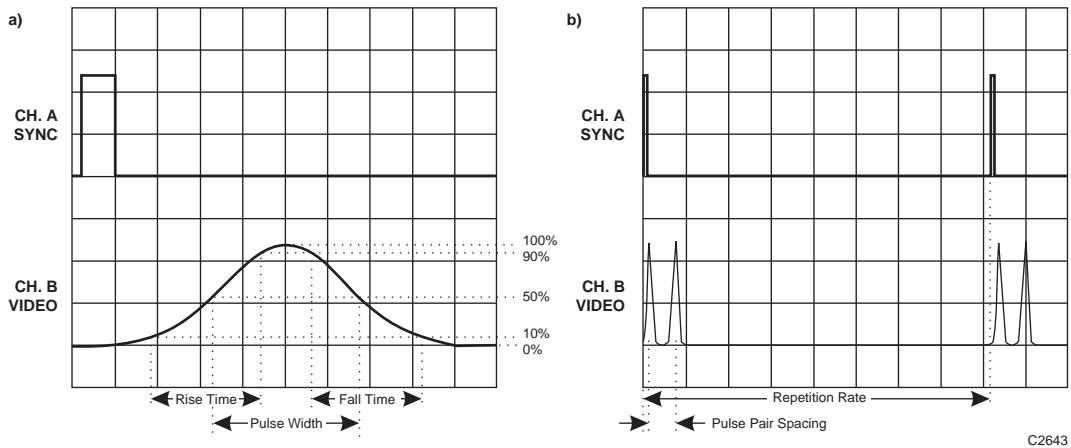 a)
CH. A
SYNC
CH. B
VIDEO
100%
90%
50%
10%
0%
Rise Time
Fall Time
Pulse Width
b)
CH. A
SYNC
CH. B
VIDEO
Repetition Rate
Pulse Pair Spacing
C2643